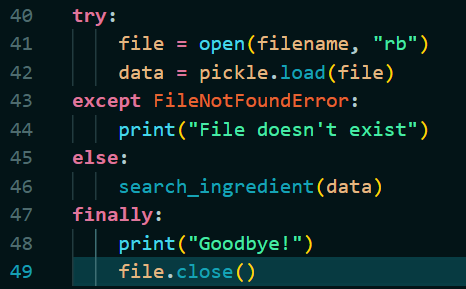 40 try:
41     file = open(filename, "rb")
42     data = pickle.load(file)
43 except FileNotFoundError:
44     print("File doesn't exist")
45 else:
46     search_ingredient(data)
47 finally:
48     print("Goodbye!")
49     file.close()